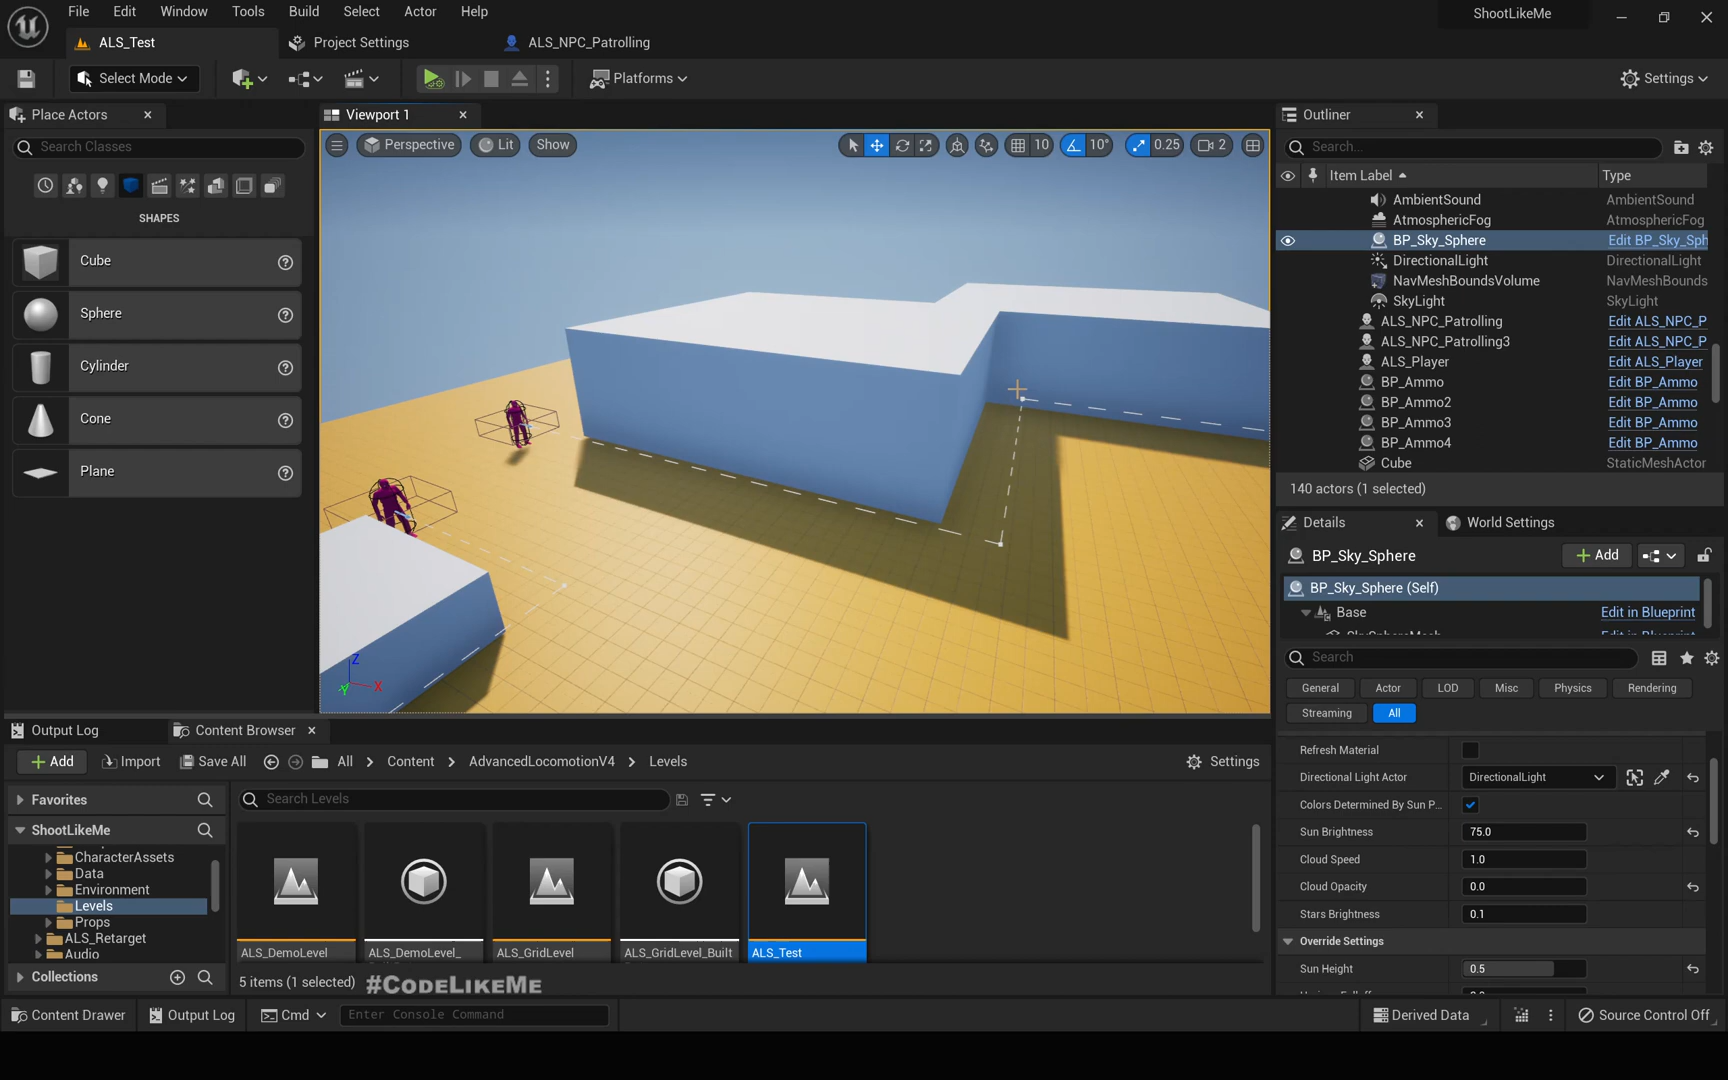 File Edit Window Tools Build Select Actor Help
ShootLikeMe
ALS_Test
Project Settings
ALS_NPC_Patrolling
Select Mode
Platforms
Settings
Place Actors
Search Classes
SHAPES
Cube
Sphere
Cylinder
Cone
Plane
Viewport 1
Perspective
Lit
Show
10
10°
0.25
2
Z
X
Y
Outliner
Search...
Item Label
Type
AmbientSound AmbientSound
AtmosphericFog AtmosphericFog
BP_Sky_Sphere Edit BP_Sky_Sph
DirectionalLight DirectionalLight
NavMeshBoundsVolume NavMeshBounds
SkyLight SkyLight
ALS_NPC_Patrolling Edit ALS_NPC_P
ALS_NPC_Patrolling3 Edit ALS_NPC_P
ALS_Player Edit ALS_Player
BP_Ammo Edit BP_Ammo
BP_Ammo2 Edit BP_Ammo
BP_Ammo3 Edit BP_Ammo
BP_Ammo4 Edit BP_Ammo
Cube StaticMeshActor
140 actors (1 selected)
Details
World Settings
BP_Sky_Sphere
Add
BP_Sky_Sphere (Self)
Base Edit in Blueprint
Search
General Actor LOD Misc Physics Rendering
Streaming All
Refresh Material
Directional Light Actor DirectionalLight
Colors Determined By Sun P...
Sun Brightness 75.0
Cloud Speed 1.0
Cloud Opacity 0.0
Stars Brightness 0.1
Override Settings
Sun Height 0.5
Output Log
Content Browser
Add Import Save All All Content AdvancedLocomotionV4 Levels
Settings
Favorites
ShootLikeMe
CharacterAssets
Data
Environment
Levels
Props
ALS_Retarget
Audio
Collections
Search Levels
ALS_DemoLevel
ALS_DemoLevel_
ALS_GridLevel
ALS_GridLevel_Built
ALS_Test
5 items (1 selected)
#CodeLikeMe
Content Drawer
Output Log
Cmd
Enter Console Command
Derived Data
Source Control Off